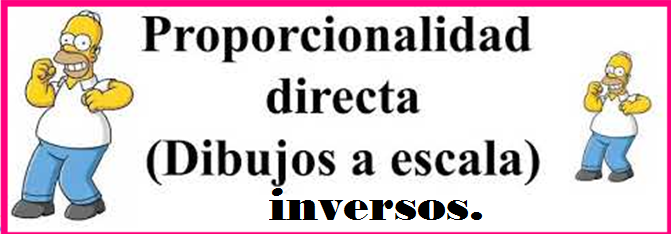 Proporcionalidad
directa
(Dibujos a escala)
inversos.